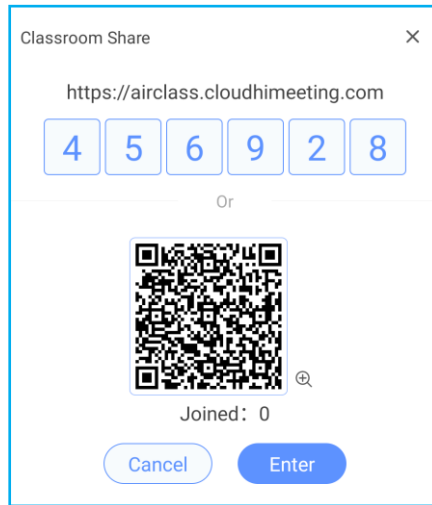 Classroom Share
https://airclass.cloudhimeeting.com
4 5 6 9 2 8
Or
Joined：0
Cancel Enter